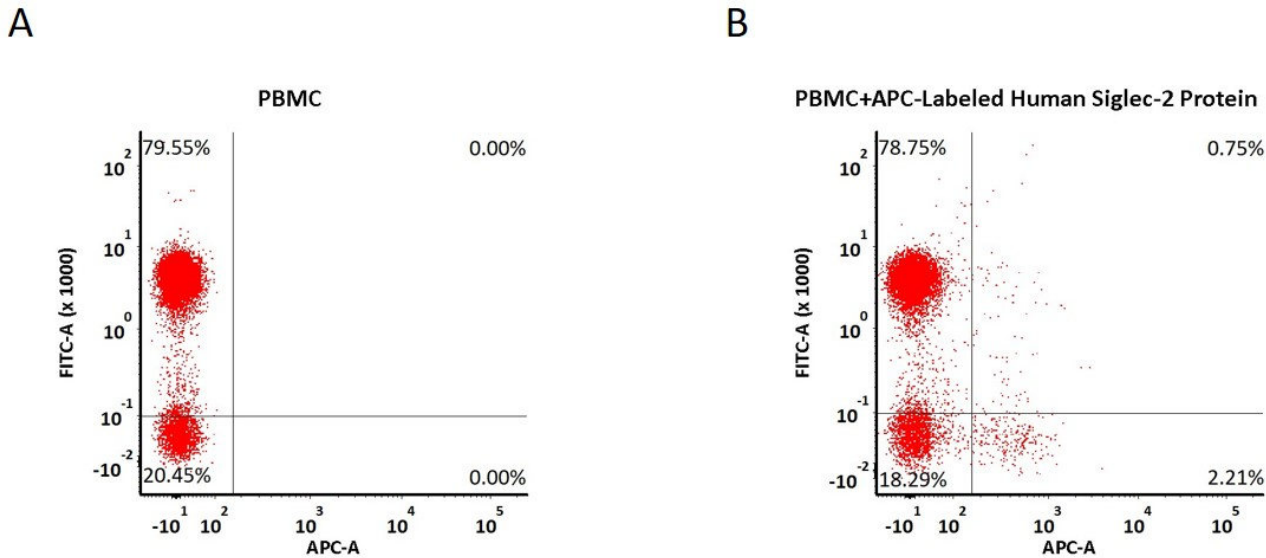 A
PBMC
79.55%
0.00%
10^2
10^1
10^0
10^-1
-10^-2
FITC-A (x 1000)
20.45%
0.00%
-10^1 10^2 10^3 10^4 10^5
APC-A
B
PBMC+APC-Labeled Human Siglec-2 Protein
78.75%
0.75%
10^2
10^1
10^0
10^-1
-10^-2
FITC-A (x 1000)
18.29%
2.21%
-10^1 10^2 10^3 10^4 10^5
APC-A